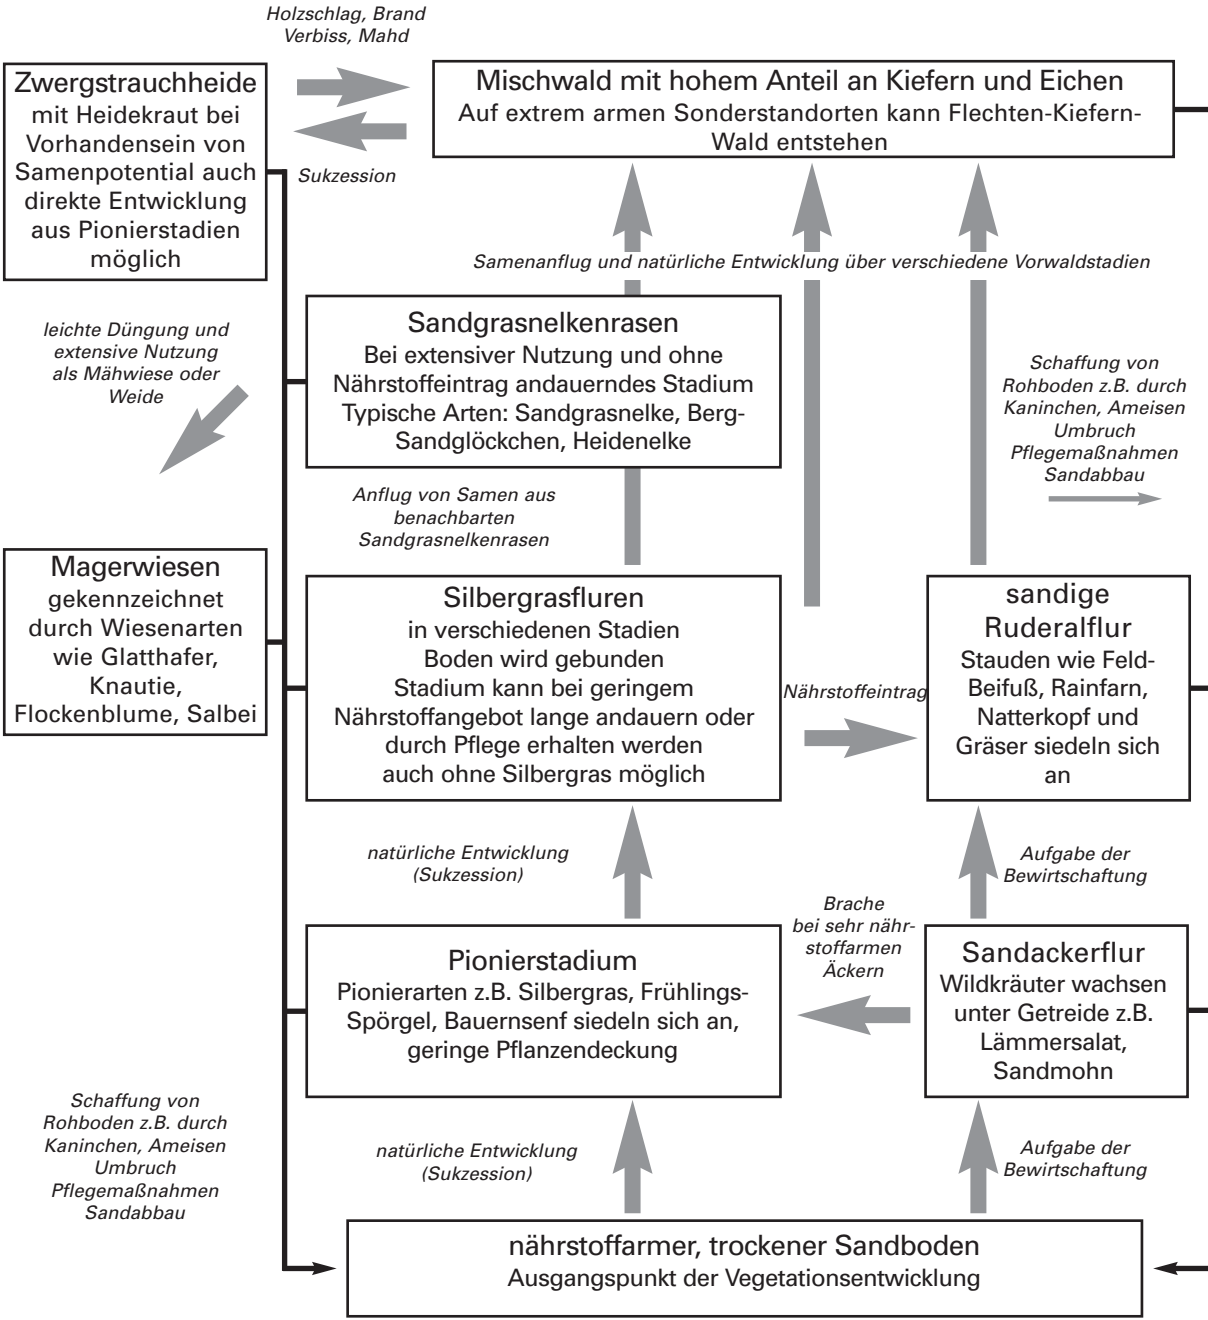 Holzschlag, Brand
Verbiss, Mahd
Zwergstrauchheide
mit Heidekraut bei
Vorhandensein von
Samenpotential auch
direkte Entwicklung
aus Pionierstadien
möglich
Mischwald mit hohem Anteil an Kiefern und Eichen
Auf extrem armen Sonderstandorten kann Flechten-Kiefern-
Wald entstehen
Sukzession
Samenanflug und natürliche Entwicklung über verschiedene Vorwaldstadien
leichte Düngung und
extensive Nutzung
als Mähwiese oder
Weide
Sandgrasnelkenrasen
Bei extensiver Nutzung und ohne
Nährstoffeintrag andauerndes Stadium
Typische Arten: Sandgrasnelke, Berg-
Sandglöckchen, Heidenelke
Schaffung von
Rohboden z.B. durch
Kaninchen, Ameisen
Umbruch
Pflegemaßnahmen
Sandabbau
Anflug von Samen aus
benachbarten
Sandgrasnelkenrasen
Magerwiesen
gekennzeichnet
durch Wiesenarten
wie Glatthafer,
Knautie,
Flockenblume, Salbei
Silbergrasfluren
in verschiedenen Stadien
Boden wird gebunden
Stadium kann bei geringem
Nährstoffangebot lange andauern oder
durch Pflege erhalten werden
auch ohne Silbergras möglich
Nährstoffeintrag
sandige
Ruderalflur
Stauden wie Feld-
Beifuß, Rainfarn,
Natterkopf und
Gräser siedeln sich
an
natürliche Entwicklung
(Sukzession)
Aufgabe der
Bewirtschaftung
Brache
bei sehr nähr-
stoffarmen
Äckern
Pionierstadium
Pionierarten z.B. Silbergras, Frühlings-
Spörgel, Bauernsenf siedeln sich an,
geringe Pflanzendeckung
Sandackerflur
Wildkräuter wachsen
unter Getreide z.B.
Lämmersalat,
Sandmohn
Schaffung von
Rohboden z.B. durch
Kaninchen, Ameisen
Umbruch
Pflegemaßnahmen
Sandabbau
natürliche Entwicklung
(Sukzession)
Aufgabe der
Bewirtschaftung
nährstoffarmer, trockener Sandboden
Ausgangspunkt der Vegetationsentwicklung